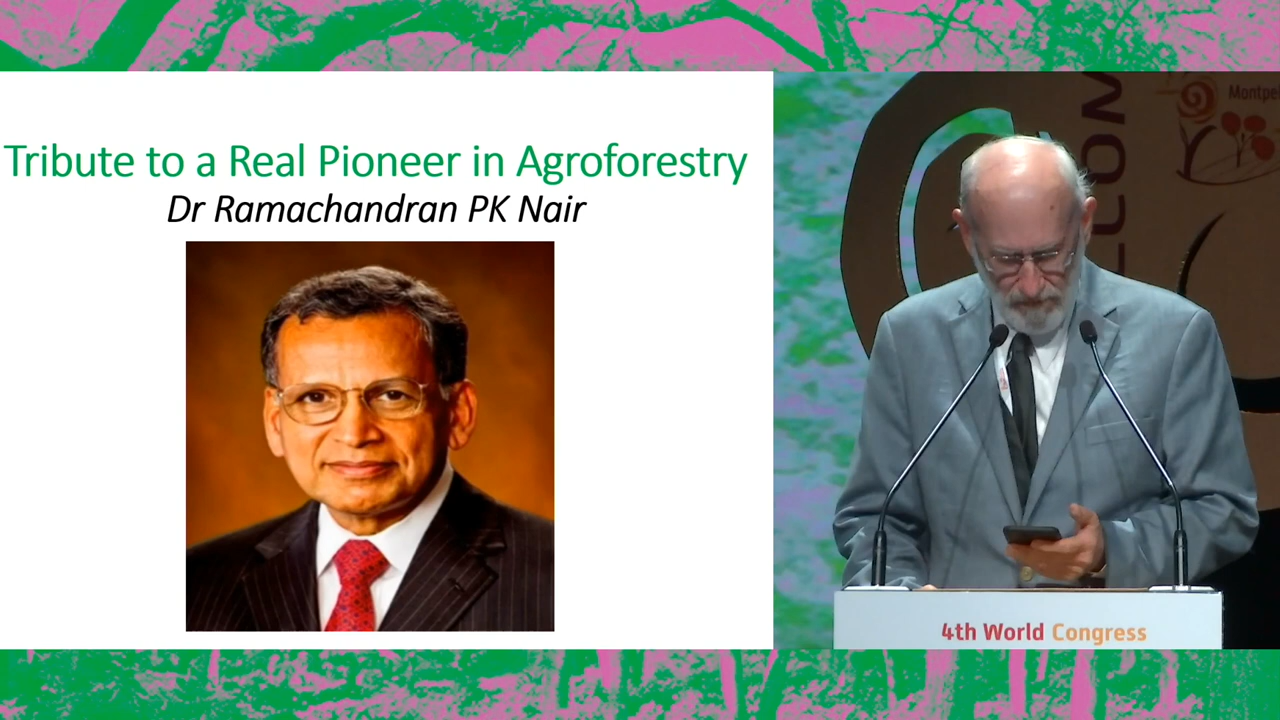 Tribute to a Real Pioneer in Agroforestry
Dr Ramachandran PK Nair
4th World Congress